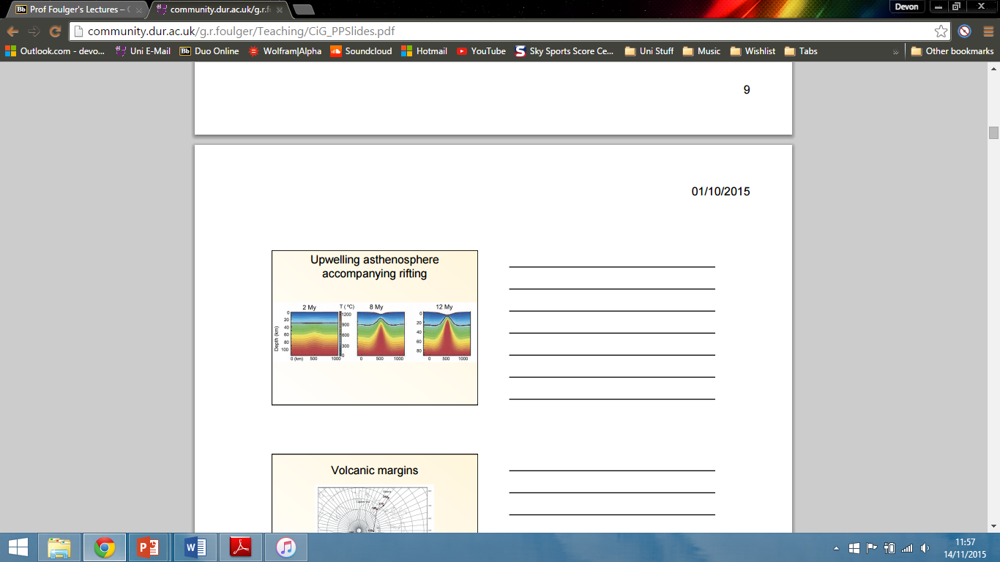 Prof Foulger's Lectures –
community.dur.ac.uk/g.r.f
Devon
community.dur.ac.uk/g.r.foulger/Teaching/CiG_PPSlides.pdf
Outlook.com - devo... Uni E-Mail Duo Online Wolfram|Alpha Soundcloud Hotmail YouTube Sky Sports Score Ce... Uni Stuff Music Wishlist Tabs » Other bookmarks
9
01/10/2015
Upwelling asthenosphere
accompanying rifting
2 My T (ºC) 8 My 12 My
0 1200 0
20 900 20
40 600 40
60 300 60
80 0 80
100
Depth (km)
0 (km) 500 1000 0 500 1000 0 500 1000
Volcanic margins
11:57
14/11/2015